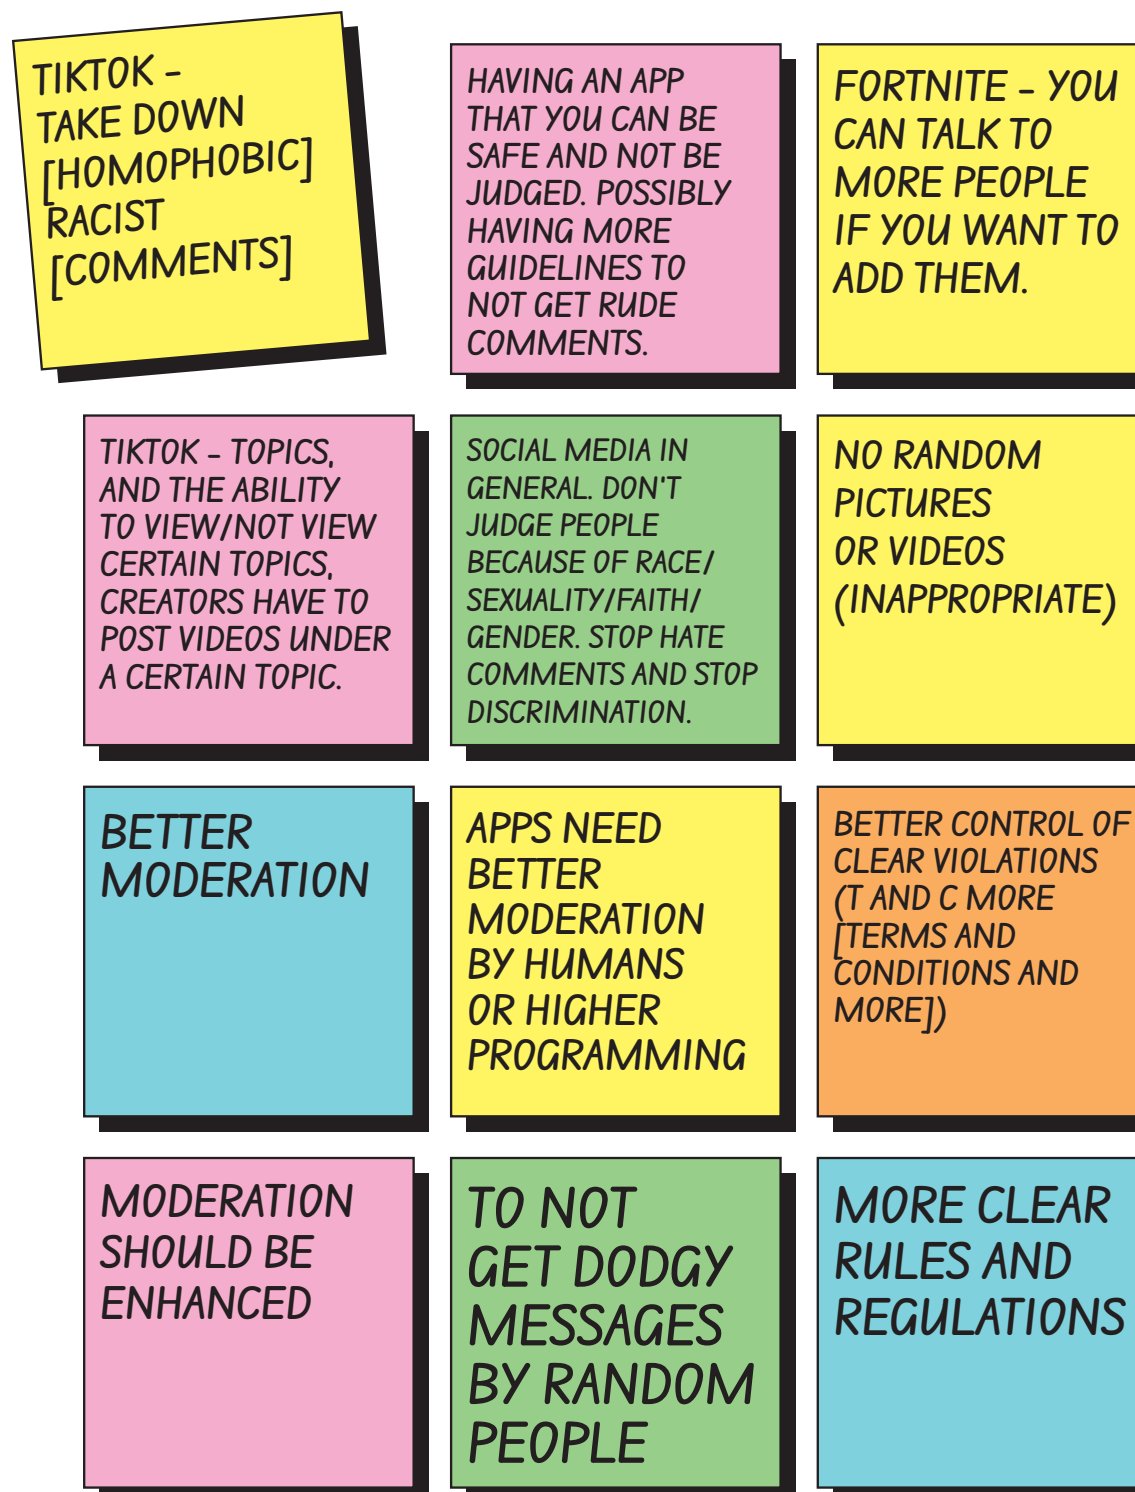 TIKTOK –
TAKE DOWN
[HOMOPHOBIC]
RACIST
[COMMENTS]
HAVING AN APP
THAT YOU CAN BE
SAFE AND NOT BE
JUDGED. POSSIBLY
HAVING MORE
GUIDELINES TO
NOT GET RUDE
COMMENTS.
FORTNITE – YOU
CAN TALK TO
MORE PEOPLE
IF YOU WANT TO
ADD THEM.
TIKTOK – TOPICS,
AND THE ABILITY
TO VIEW/NOT VIEW
CERTAIN TOPICS,
CREATORS HAVE TO
POST VIDEOS UNDER
A CERTAIN TOPIC.
SOCIAL MEDIA IN
GENERAL. DON'T
JUDGE PEOPLE
BECAUSE OF RACE/
SEXUALITY/FAITH/
GENDER. STOP HATE
COMMENTS AND STOP
DISCRIMINATION.
NO RANDOM
PICTURES
OR VIDEOS
(INAPPROPRIATE)
BETTER
MODERATION
APPS NEED
BETTER
MODERATION
BY HUMANS
OR HIGHER
PROGRAMMING
BETTER CONTROL OF
CLEAR VIOLATIONS
(T AND C MORE
[TERMS AND
CONDITIONS AND
MORE])
MODERATION
SHOULD BE
ENHANCED
TO NOT
GET DODGY
MESSAGES
BY RANDOM
PEOPLE
MORE CLEAR
RULES AND
REGULATIONS